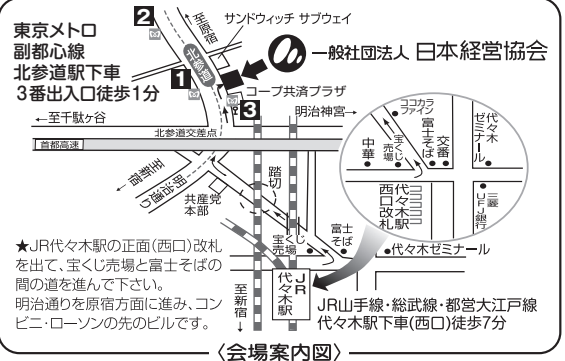 東京メトロ
副都心線
北参道駅下車
3番出入口徒歩1分
2
至原宿
サンドウィッチ サブウェイ
北参道
一般社団法人 日本経営協会
1
コープ共済プラザ
3
←至千駄ヶ谷
明治神宮→
北参道交差点
首都高速
至新宿
明治通り
共産党
本部
踏切
宝くじ
売場
富士
そば
代々木ゼミナール
JR
代々木駅
至新宿↓
ココカラ
ファイン
中華
宝くじ
売場
富士そば
交番
代々木
ゼミナール
代々木駅
西口改札
三菱
UFJ銀行
★JR代々木駅の正面(西口)改札
を出て、宝くじ売場と富士そばの
間の道を進んで下さい。
明治通りを原宿方面に進み、コン
ビニ・ローソンの先のビルです。
JR山手線・総武線・都営大江戸線
代々木駅下車(西口)徒歩7分
〈会場案内図〉